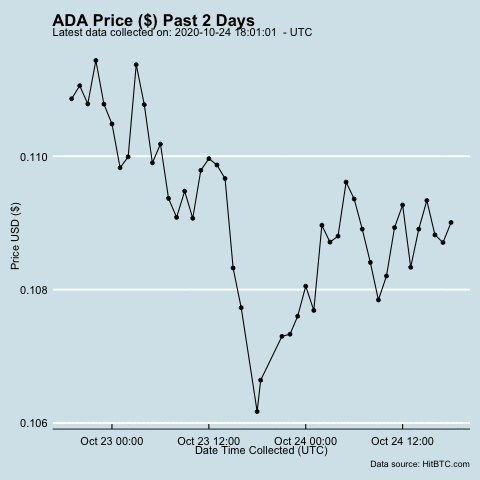 ADA Price ($) Past 2 Days
Latest data collected on: 2020-10-24 18:01:01  - UTC
0.110
0.108
0.106
Price USD ($)
Oct 23 00:00 Oct 23 12:00 Oct 24 00:00 Oct 24 12:00
Date Time Collected (UTC)
Data source: HitBTC.com